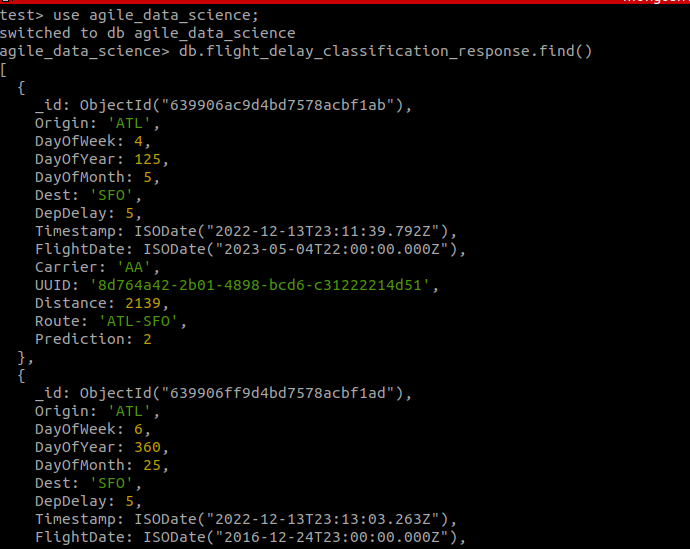 test> use agile_data_science;
switched to db agile_data_science
agile_data_science> db.flight_delay_classification_response.find()
[
  {
    _id: ObjectId("639906ac9d4bd7578acbf1ab"),
    Origin: 'ATL',
    DayOfWeek: 4,
    DayOfYear: 125,
    DayOfMonth: 5,
    Dest: 'SFO',
    DepDelay: 5,
    Timestamp: ISODate("2022-12-13T23:11:39.792Z"),
    FlightDate: ISODate("2023-05-04T22:00:00.000Z"),
    Carrier: 'AA',
    UUID: '8d764a42-2b01-4898-bcd6-c31222214d51',
    Distance: 2139,
    Route: 'ATL-SFO',
    Prediction: 2
  },
  {
    _id: ObjectId("639906ff9d4bd7578acbf1ad"),
    Origin: 'ATL',
    DayOfWeek: 6,
    DayOfYear: 360,
    DayOfMonth: 25,
    Dest: 'SFO',
    DepDelay: 5,
    Timestamp: ISODate("2022-12-13T23:13:03.263Z"),
    FlightDate: ISODate("2016-12-24T23:00:00.000Z"),